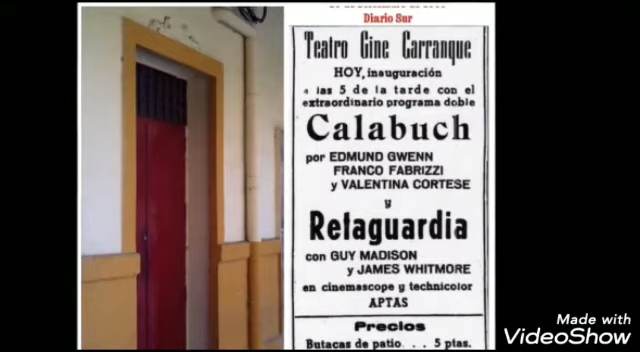 Diario Sur
Teatro Cine Carranque
HOY, inauguración
a las 5 de la tarde con el
extraordinario programa doble
Calabuch
por EDMUND GWENN
FRANCO FABRIZZI
y VALENTINA CORTESE
y
Retaguardia
con GUY MADISON
y JAMES WHITMORE
en cinemascope y technicolor
APTAS
Precios
Butacas de patio. . . 5 ptas.
Made with
VideoShow